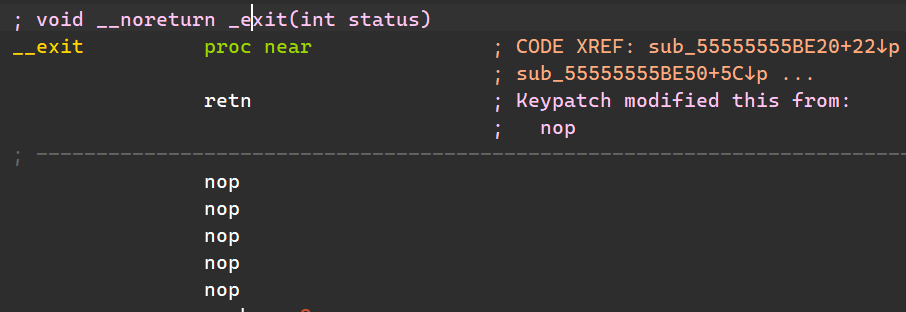 ; void __noreturn _exit(int status)
__exit proc near ; CODE XREF: sub_55555555BE20+22↓p
; sub_55555555BE50+5C↓p ...
retn ; Keypatch modified this from:
; nop
; ---------------------------------------------------------------------------
nop
nop
nop
nop
nop